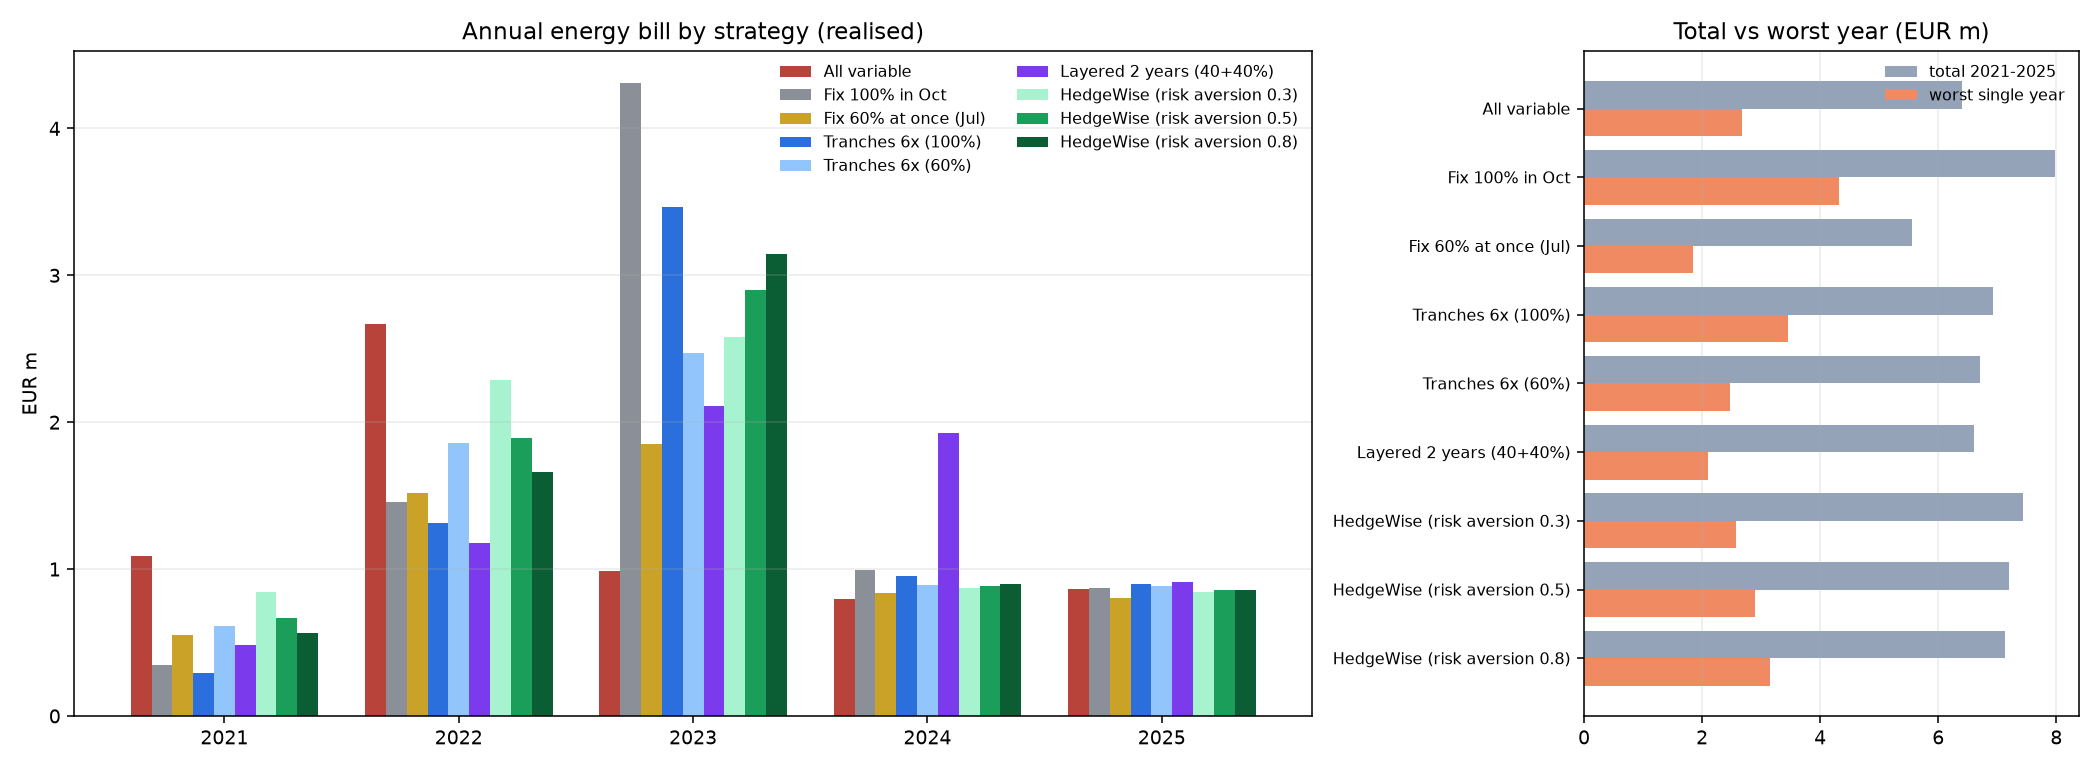 Annual energy bill by strategy (realised)
All variable
Fix 100% in Oct
Fix 60% at once (Jul)
Tranches 6x (100%)
Tranches 6x (60%)
Layered 2 years (40+40%)
HedgeWise (risk aversion 0.3)
HedgeWise (risk aversion 0.5)
HedgeWise (risk aversion 0.8)
EUR m
4
3
2
1
0
2021
2022
2023
2024
2025
Total vs worst year (EUR m)
total 2021-2025
worst single year
All variable
Fix 100% in Oct
Fix 60% at once (Jul)
Tranches 6x (100%)
Tranches 6x (60%)
Layered 2 years (40+40%)
HedgeWise (risk aversion 0.3)
HedgeWise (risk aversion 0.5)
HedgeWise (risk aversion 0.8)
0
2
4
6
8